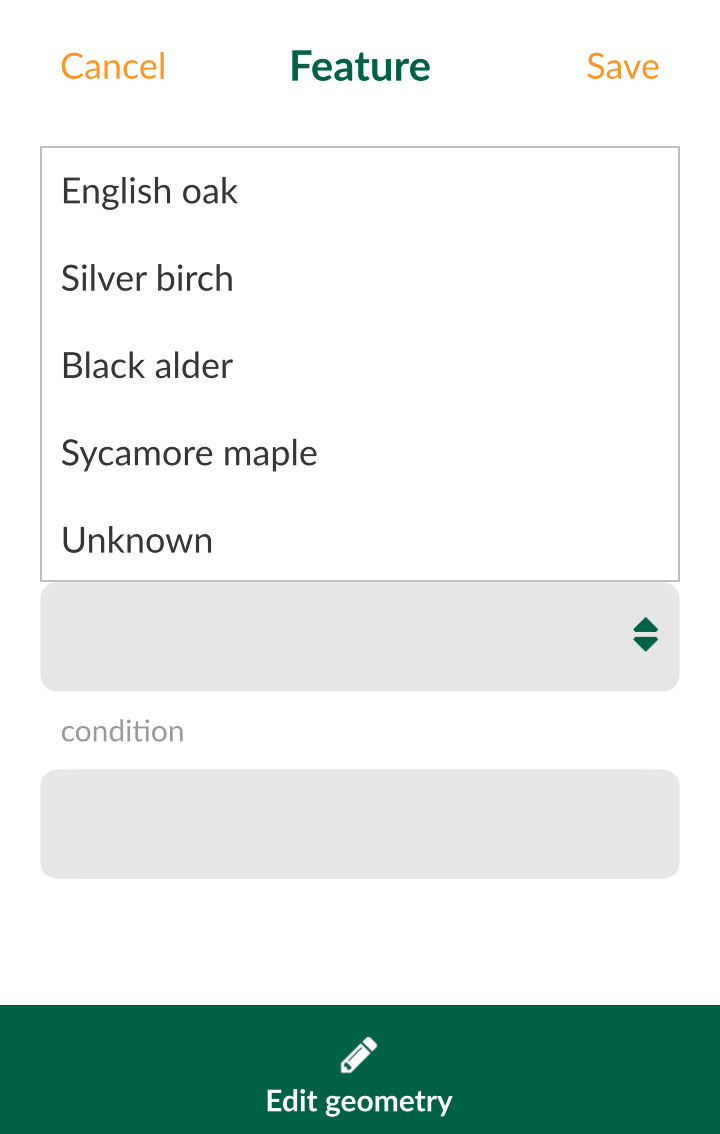 Cancel Feature Save
English oak
Silver birch
Black alder
Sycamore maple
Unknown
condition
Edit geometry